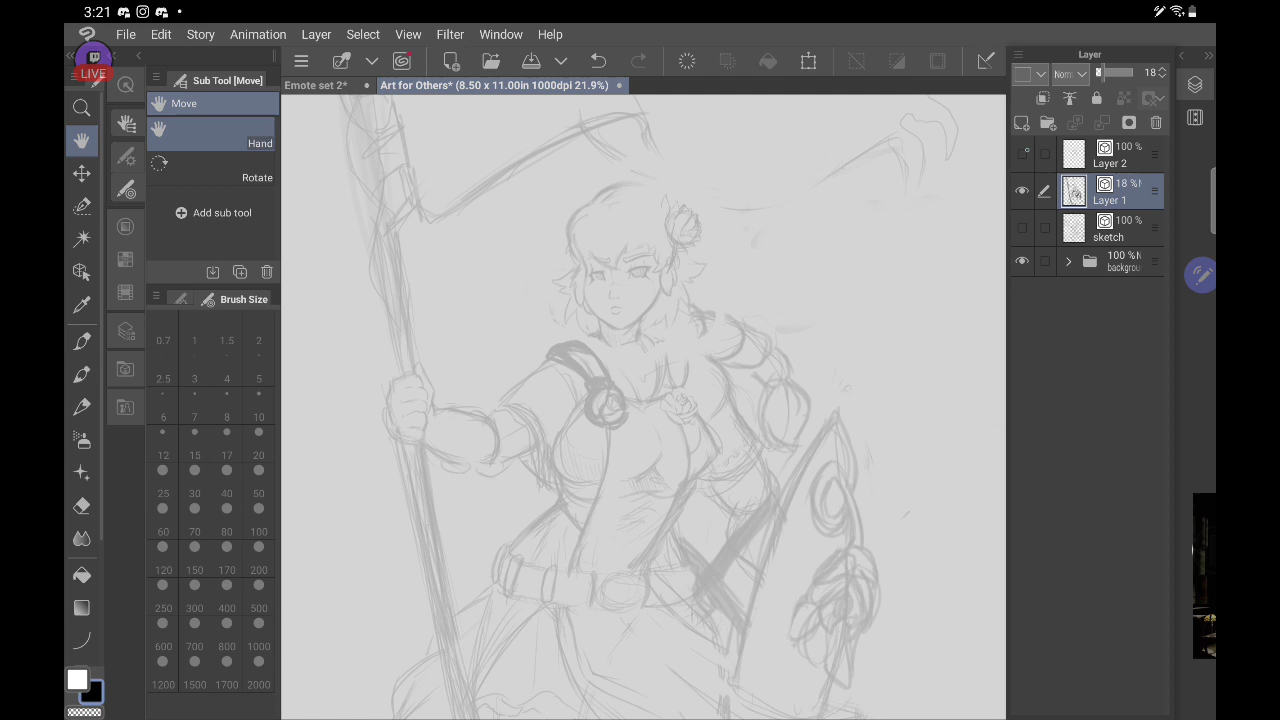 3:21
File Edit Story Animation Layer Select View Filter Window Help
LIVE
Sub Tool [Move]
Move
Hand
Rotate
Add sub tool
Brush Size
0.7 1 1.5 2
2.5 3 4 5
6 7 8 10
12 15 17 20
25 30 40 50
60 70 80 100
120 150 170 200
250 300 400 500
600 700 800 1000
1200 1500 1700 2000
Emote set 2*
Art for Others* (8.50 x 11.00in 1000dpi 21.9%)
Layer
Norm 18
100 %
Layer 2
18 %
Layer 1
100 %
sketch
100 %
backgrou